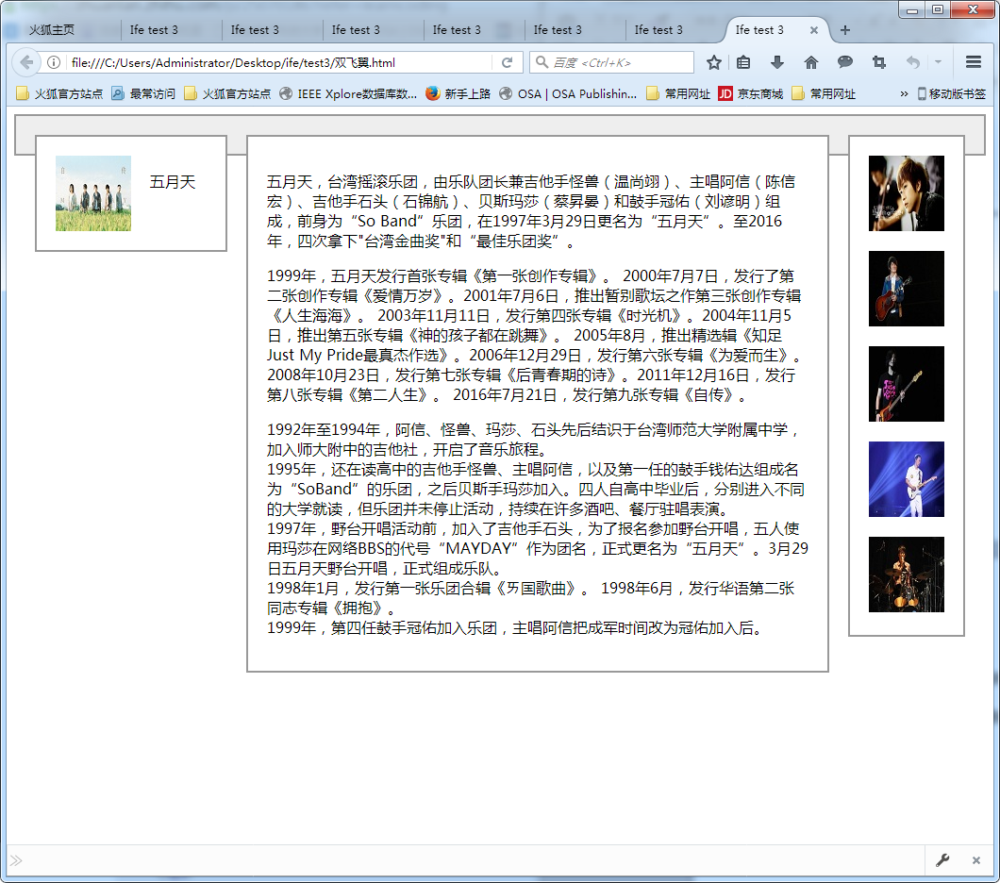 火狐主页
Ife test 3
Ife test 3
Ife test 3
Ife test 3
Ife test 3
Ife test 3
Ife test 3
file:///C:/Users/Administrator/Desktop/ife/test3/双飞翼.html
百度 <Ctrl+K>
火狐官方站点
最常访问
火狐官方站点
IEEE Xplore数据库数...
新手上路
OSA | OSA Publishin...
常用网址
JD 京东商城
常用网址
移动版书签
五月天
五月天，台湾摇滚乐团，由乐队团长兼吉他手怪兽（温尚翊）、主唱阿信（陈信
宏）、吉他手石头（石锦航）、贝斯玛莎（蔡昇晏）和鼓手冠佑（刘谚明）组
成，前身为“So Band”乐团，在1997年3月29日更名为“五月天”。至2016
年，四次拿下"台湾金曲奖"和“最佳乐团奖”。
1999年，五月天发行首张专辑《第一张创作专辑》。 2000年7月7日，发行了第
二张创作专辑《爱情万岁》。2001年7月6日，推出暂别歌坛之作第三张创作专辑
《人生海海》。 2003年11月11日，发行第四张专辑《时光机》。2004年11月5
日，推出第五张专辑《神的孩子都在跳舞》。 2005年8月，推出精选辑《知足
Just My Pride最真杰作选》。2006年12月29日，发行第六张专辑《为爱而生》。
2008年10月23日，发行第七张专辑《后青春期的诗》。2011年12月16日，发行
第八张专辑《第二人生》。 2016年7月21日，发行第九张专辑《自传》。
1992年至1994年，阿信、怪兽、玛莎、石头先后结识于台湾师范大学附属中学，
加入师大附中的吉他社，开启了音乐旅程。
1995年，还在读高中的吉他手怪兽、主唱阿信，以及第一任的鼓手钱佑达组成名
为“SoBand”的乐团，之后贝斯手玛莎加入。四人自高中毕业后，分别进入不同
的大学就读，但乐团并未停止活动，持续在许多酒吧、餐厅驻唱表演。
1997年，野台开唱活动前，加入了吉他手石头，为了报名参加野台开唱，五人使
用玛莎在网络BBS的代号“MAYDAY”作为团名，正式更名为“五月天”。3月29
日五月天野台开唱，正式组成乐队。
1998年1月，发行第一张乐团合辑《ㄞ国歌曲》。 1998年6月，发行华语第二张
同志专辑《拥抱》。
1999年，第四任鼓手冠佑加入乐团，主唱阿信把成军时间改为冠佑加入后。